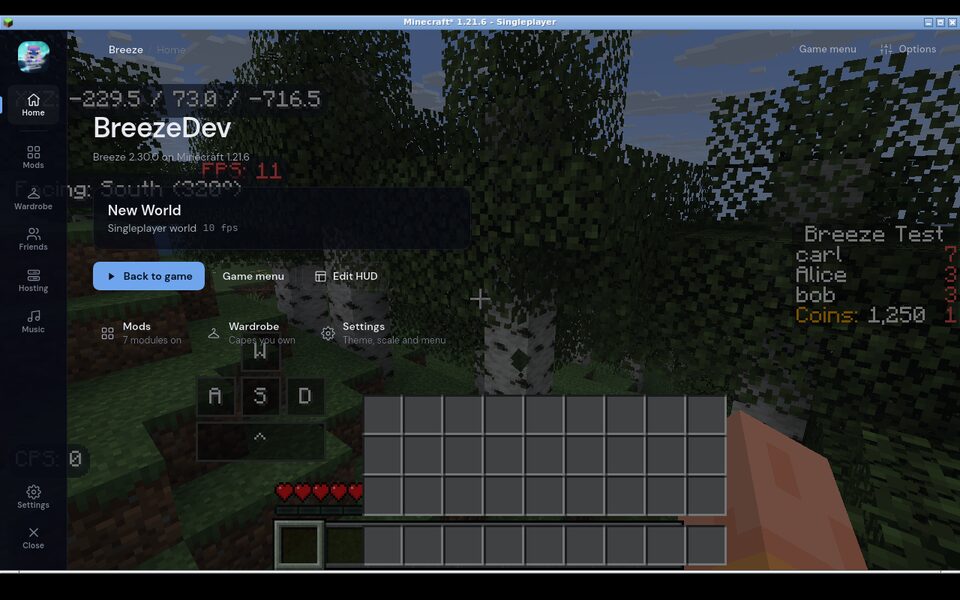 Minecraft* 1.21.6 - Singleplayer
Breeze / Home
Game menu
Options
-229.5 / 73.0 / -716.5
Home
BreezeDev
Breeze 2.30.0 on Minecraft 1.21.6
FPS: 11
Mods
Facing: South (320°)
Wardrobe
New World
Singleplayer world 10 fps
Friends
Breeze Test
carl 7
Alice 3
bob 3
Coins: 1,250 1
Hosting
Back to game
Game menu
Edit HUD
Music
Mods
7 modules on
Wardrobe
Capes you own
Settings
Theme, scale and menu
W
A S D
^
CPS: 0
Settings
Close